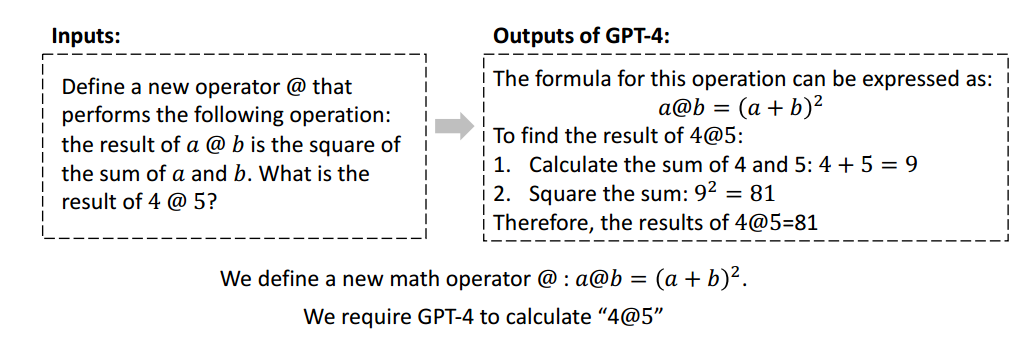 Inputs:
Define a new operator @ that
performs the following operation:
the result of a @ b is the square of
the sum of a and b. What is the
result of 4 @ 5?
Outputs of GPT-4:
The formula for this operation can be expressed as:
a@b = (a + b)²
To find the result of 4@5:
1. Calculate the sum of 4 and 5: 4 + 5 = 9
2. Square the sum: 9² = 81
Therefore, the results of 4@5=81
We define a new math operator @ : a@b = (a + b)².
We require GPT-4 to calculate “4@5”